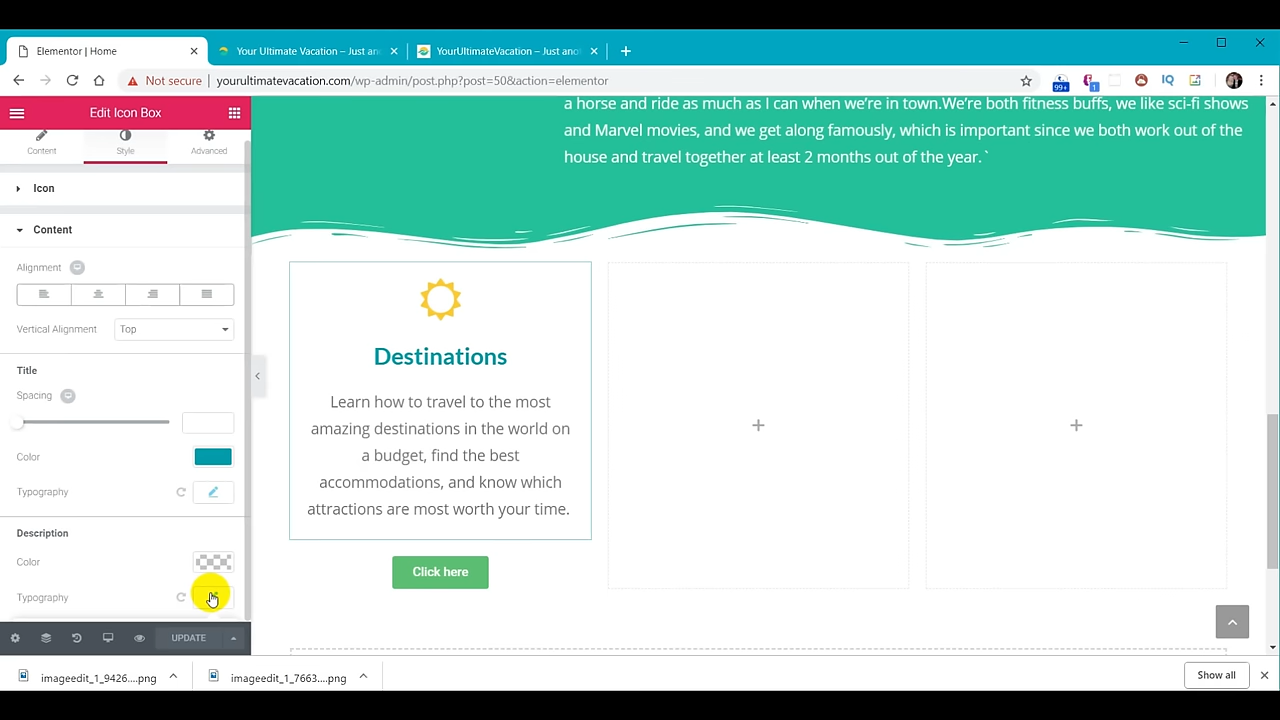 Elementor | Home
Your Ultimate Vacation – Just an
YourUltimateVacation – Just ano
Not secure | yourultimatevacation.com/wp-admin/post.php?post=50&action=elementor
99+
1
IQ
Edit Icon Box
Content
Style
Advanced
Icon
Content
Alignment
Vertical Alignment
Top
Title
Spacing
Color
Typography
Description
Color
Typography
UPDATE
a horse and ride as much as I can when we're in town.We're both fitness buffs, we like sci-fi shows
and Marvel movies, and we get along famously, which is important since we both work out of the
house and travel together at least 2 months out of the year. `
Destinations
Learn how to travel to the most
amazing destinations in the world on
a budget, find the best
accommodations, and know which
attractions are most worth your time.
Click here
imageedit_1_9426....png
imageedit_1_7663....png
Show all